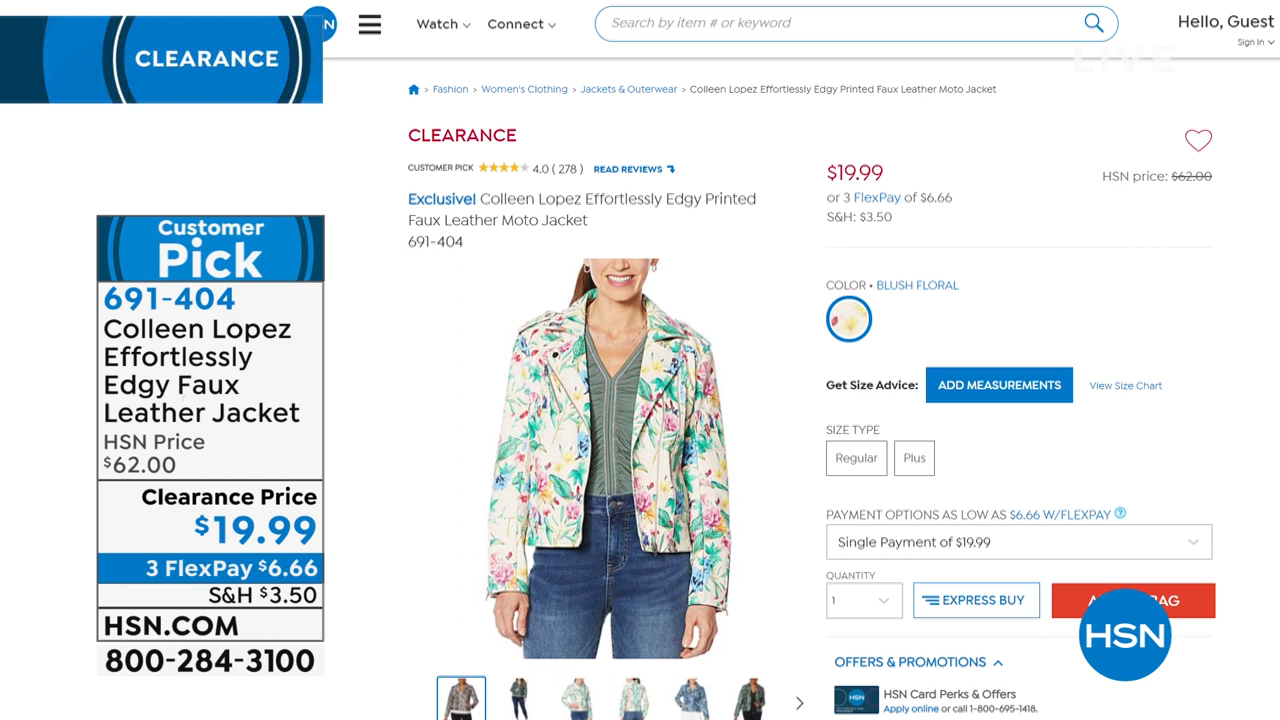 CLEARANCE
N
Watch
Connect
Search by item # or keyword
Hello, Guest
Sign In
LIVE
> Fashion > Women's Clothing > Jackets & Outerwear > Colleen Lopez Effortlessly Edgy Printed Faux Leather Moto Jacket
CLEARANCE
CUSTOMER PICK 4.0 ( 278 ) READ REVIEWS
Exclusive! Colleen Lopez Effortlessly Edgy Printed
Faux Leather Moto Jacket
691-404
$19.99
HSN price: $62.00
or 3 FlexPay of $6.66
S&H: $3.50
COLOR • BLUSH FLORAL
Get Size Advice: ADD MEASUREMENTS View Size Chart
SIZE TYPE
Regular Plus
PAYMENT OPTIONS AS LOW AS $6.66 W/FLEXPAY ?
Single Payment of $19.99
QUANTITY
1
EXPRESS BUY
A BAG
HSN
OFFERS & PROMOTIONS
HSN
HSN Card Perks & Offers
Apply online or call 1-800-695-1418.
Customer
Pick
691-404
Colleen Lopez
Effortlessly
Edgy Faux
Leather Jacket
HSN Price
$62.00
Clearance Price
$19.99
3 FlexPay $6.66
S&H $3.50
HSN.COM
800-284-3100